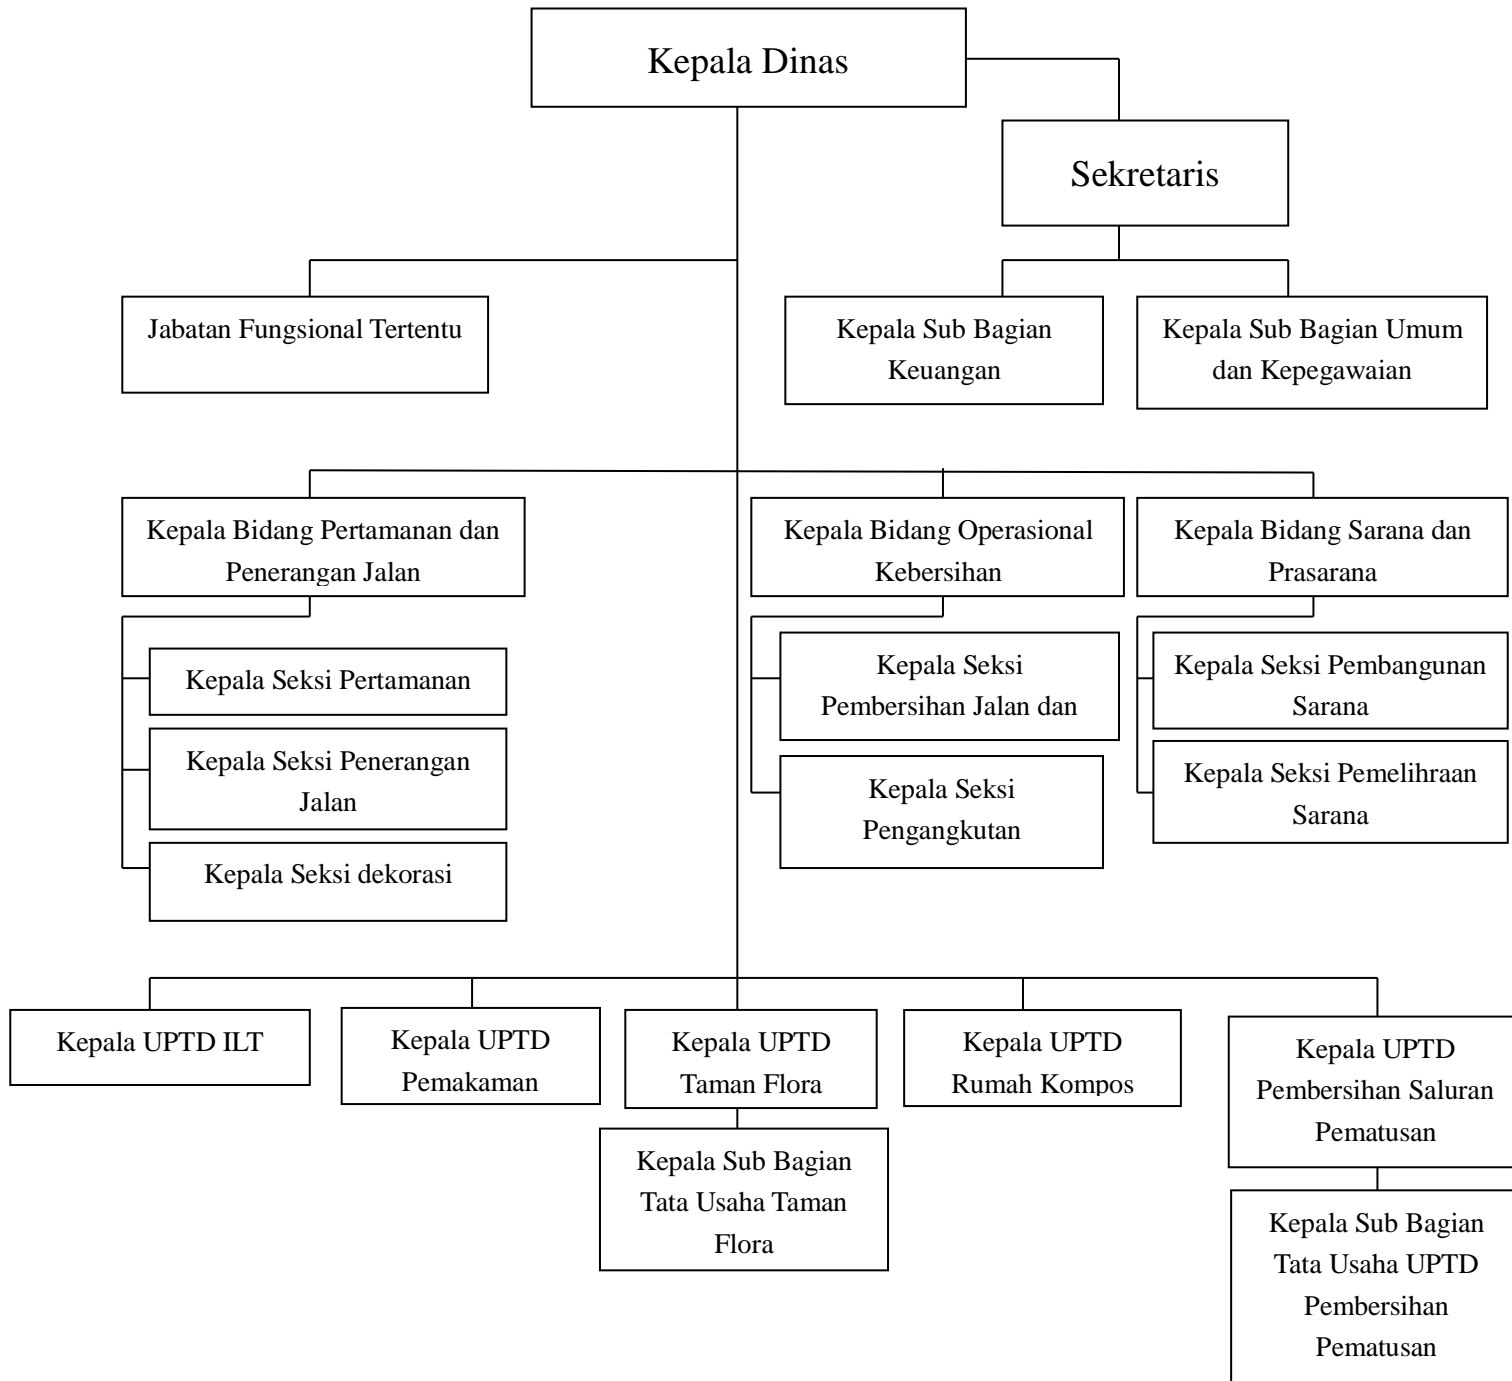 Kepala Dinas
Sekretaris
Jabatan Fungsional Tertentu
Kepala Sub Bagian
Keuangan
Kepala Sub Bagian Umum
dan Kepegawaian
Kepala Bidang Pertamanan dan
Penerangan Jalan
Kepala Bidang Operasional
Kebersihan
Kepala Bidang Sarana dan
Prasarana
Kepala Seksi Pertamanan
Kepala Seksi Penerangan
Jalan
Kepala Seksi dekorasi
Kepala Seksi
Pembersihan Jalan dan
Kepala Seksi
Pengangkutan
Kepala Seksi Pembangunan
Sarana
Kepala Seksi Pemelihraan
Sarana
Kepala UPTD ILT
Kepala UPTD
Pemakaman
Kepala UPTD
Taman Flora
Kepala Sub Bagian
Tata Usaha Taman
Flora
Kepala UPTD
Rumah Kompos
Kepala UPTD
Pembersihan Saluran
Pematusan
Kepala Sub Bagian
Tata Usaha UPTD
Pembersihan
Pematusan